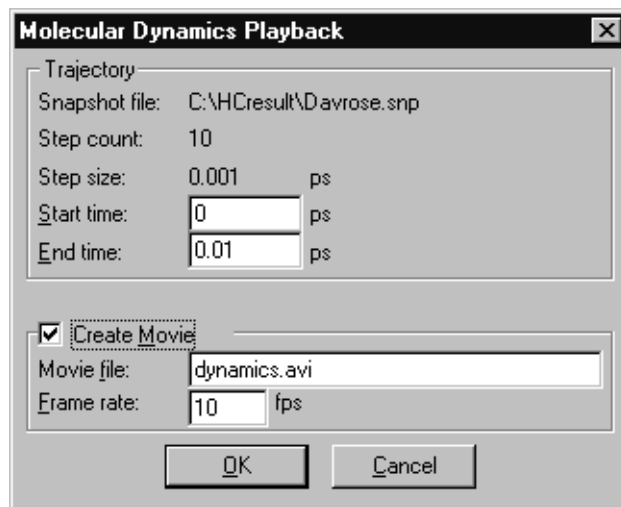 Molecular Dynamics Playback
Trajectory
Snapshot file: C:\HCresult\Davrose.snp
Step count: 10
Step size: 0.001 ps
Start time: 0 ps
End time: 0.01 ps
Create Movie
Movie file: dynamics.avi
Frame rate: 10 fps
OK Cancel